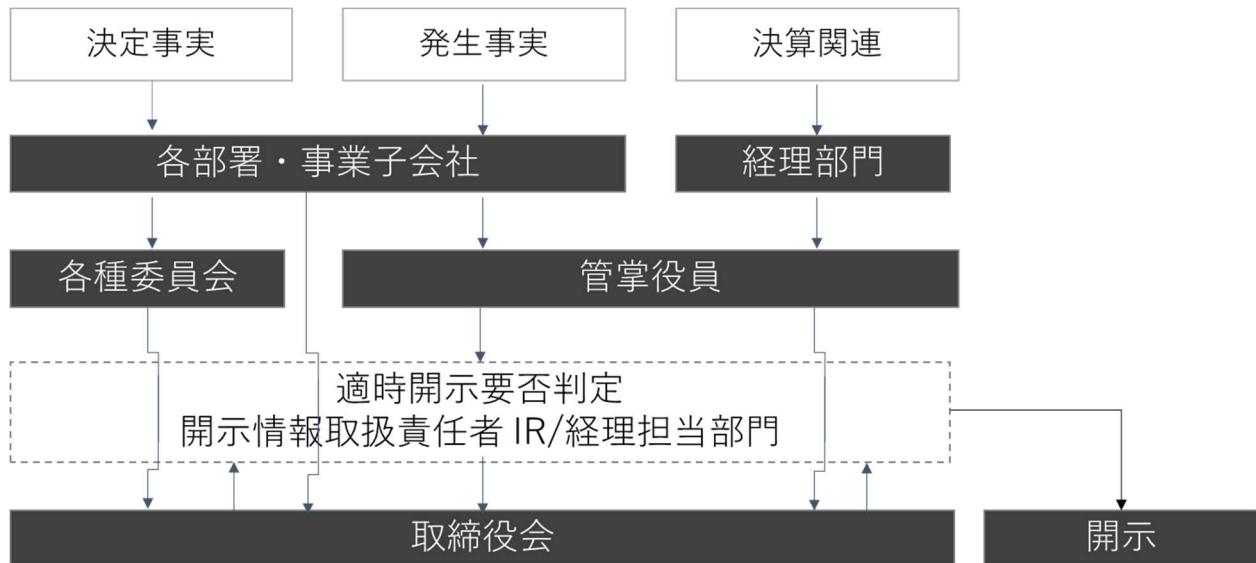 決定事実
発生事実
決算関連
各部署・事業子会社
経理部門
各種委員会
管掌役員
適時開示要否判定
開示情報取扱責任者 IR/経理担当部門
取締役会
開示